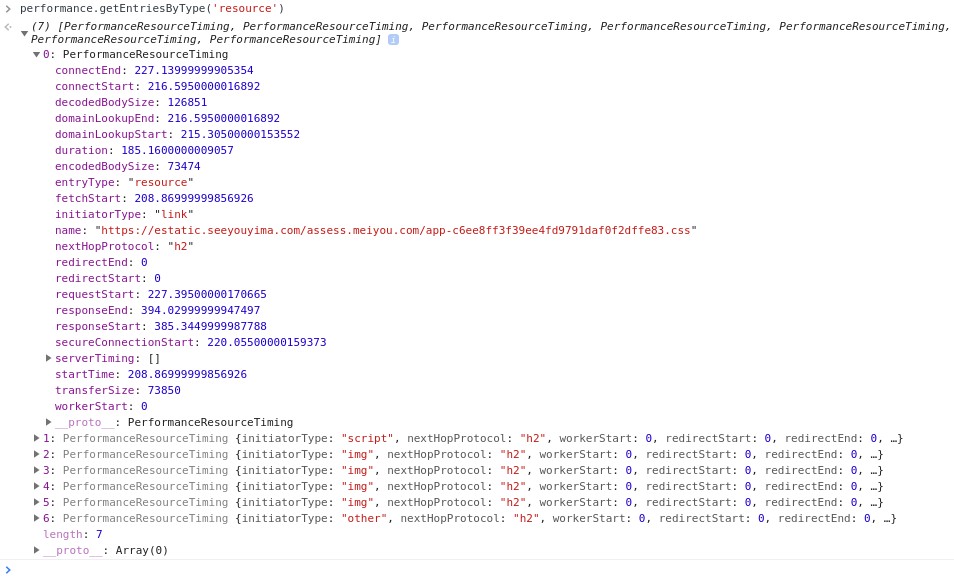 performance.getEntriesByType('resource')
(7) [PerformanceResourceTiming, PerformanceResourceTiming, PerformanceResourceTiming, PerformanceResourceTiming, PerformanceResourceTiming,
PerformanceResourceTiming, PerformanceResourceTiming] i
0: PerformanceResourceTiming
connectEnd: 227.13999999905354
connectStart: 216.5950000016892
decodedBodySize: 126851
domainLookupEnd: 216.5950000016892
domainLookupStart: 215.30500000153552
duration: 185.1600000009057
encodedBodySize: 73474
entryType: "resource"
fetchStart: 208.86999999856926
initiatorType: "link"
name: "https://estatic.seeyouyima.com/assess.meiyou.com/app-c6ee8ff3f39ee4fd9791daf0f2dffe83.css"
nextHopProtocol: "h2"
redirectEnd: 0
redirectStart: 0
requestStart: 227.39500000170665
responseEnd: 394.02999999947497
responseStart: 385.3449999987788
secureConnectionStart: 220.05500000159373
serverTiming: []
startTime: 208.86999999856926
transferSize: 73850
workerStart: 0
__proto__: PerformanceResourceTiming
1: PerformanceResourceTiming {initiatorType: "script", nextHopProtocol: "h2", workerStart: 0, redirectStart: 0, redirectEnd: 0, …}
2: PerformanceResourceTiming {initiatorType: "img", nextHopProtocol: "h2", workerStart: 0, redirectStart: 0, redirectEnd: 0, …}
3: PerformanceResourceTiming {initiatorType: "img", nextHopProtocol: "h2", workerStart: 0, redirectStart: 0, redirectEnd: 0, …}
4: PerformanceResourceTiming {initiatorType: "img", nextHopProtocol: "h2", workerStart: 0, redirectStart: 0, redirectEnd: 0, …}
5: PerformanceResourceTiming {initiatorType: "img", nextHopProtocol: "h2", workerStart: 0, redirectStart: 0, redirectEnd: 0, …}
6: PerformanceResourceTiming {initiatorType: "other", nextHopProtocol: "h2", workerStart: 0, redirectStart: 0, redirectEnd: 0, …}
length: 7
__proto__: Array(0)